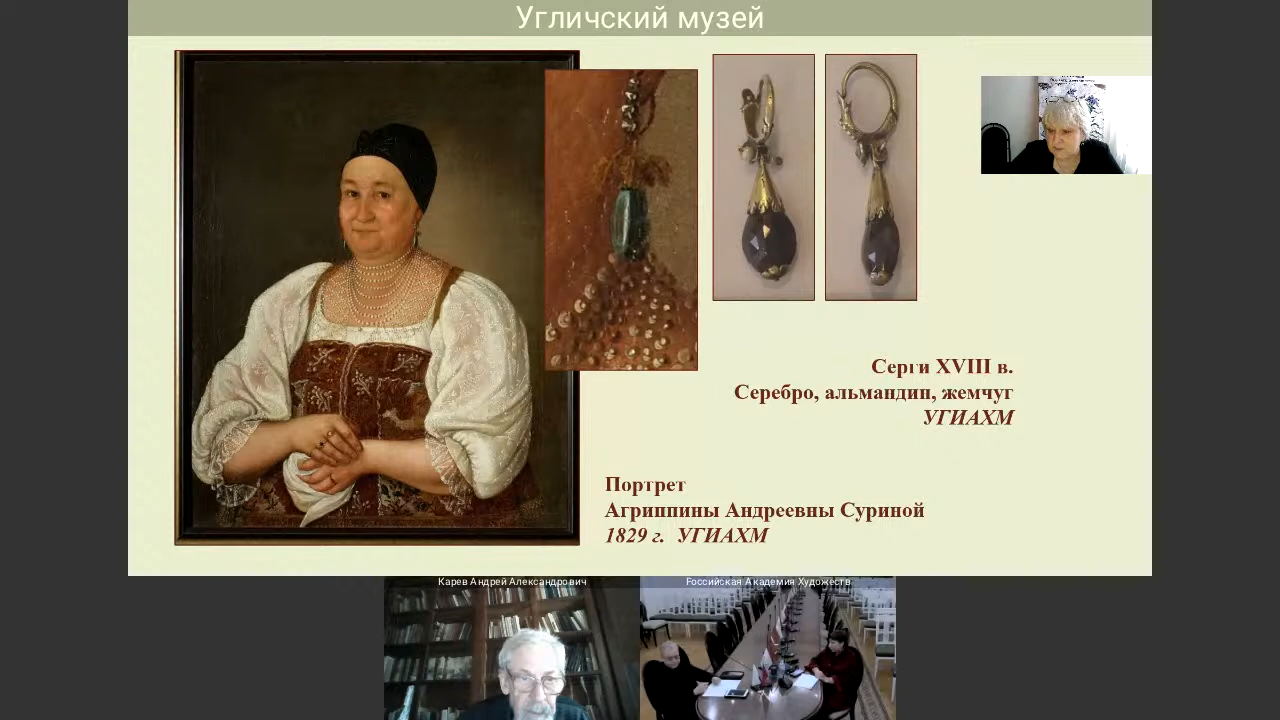 Угличский музей
Серги XVIII в.
Серебро, альмандин, жемчуг
УГИАХМ
Портрет
Агриппины Андреевны Суриной
1829 г. УГИАХМ
Карев Андрей Александрович
Российская Академия Художеств